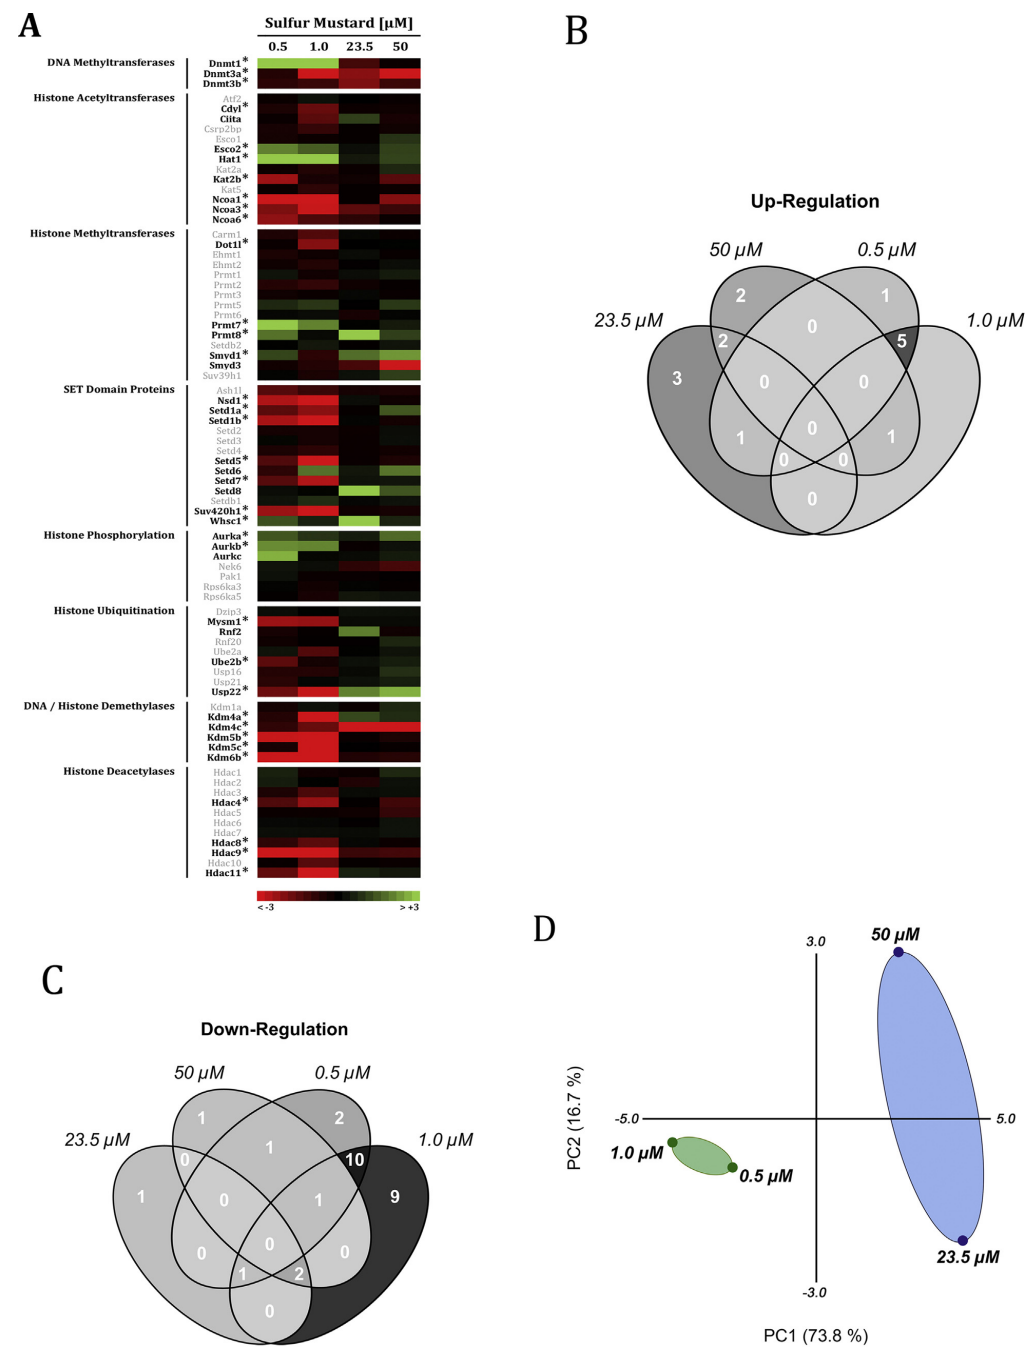 A
Sulfur Mustard [µM]
0.5 1.0 23.5 50
DNA Methyltransferases
Dnmt1*
Dnmt3a*
Dnmt3b
Histone Acetyltransferases
Atf2
Cdyl*
Ciita
Csrp2bp
Esco1
Esco2*
Hat1*
Kat2a
Kat2b*
Kat5
Ncoa1*
Ncoa3*
Ncoa6*
Histone Methyltransferases
Carm1
Dot1l*
Ehmt1
Ehmt2
Prmt1
Prmt2
Prmt3
Prmt5
Prmt6
Prmt7*
Prmt8*
Setdb2
Smyd1*
Smyd3
Suv39h1
SET Domain Proteins
Ash1l
Nsd1*
Setd1a*
Setd1b*
Setd2
Setd3
Setd4
Setd5*
Setd6
Setd7*
Setd8
Setdb1
Suv420h1*
Whsc1*
Histone Phosphorylation
Aurka*
Aurkb*
Aurkc
Nek6
Pak1
Rps6ka3
Rps6ka5
Histone Ubiquitination
Dzip3
Mysm1*
Rnf2
Rnf20
Ube2a
Ube2b*
Usp16
Usp21
Usp22*
DNA / Histone Demethylases
Kdm1a
Kdm4a*
Kdm4c*
Kdm5b*
Kdm5c*
Kdm6b*
Histone Deacetylases
Hdac1
Hdac2
Hdac3
Hdac4*
Hdac5
Hdac6
Hdac7
Hdac8*
Hdac9*
Hdac10
Hdac11*
< -3 > +3
B
Up-Regulation
50 µM 0.5 µM
23.5 µM 1.0 µM
2 1
0
2 5
3 0 0
1 0 1
0 0
0
C
Down-Regulation
50 µM 0.5 µM
23.5 µM 1.0 µM
1 2
1
0 10
1 0 1 9
0 0 0
1 2
0
D
50 µM
3.0
-5.0 5.0
1.0 µM
0.5 µM
23.5 µM
-3.0
PC2 (16.7 %)
PC1 (73.8 %)